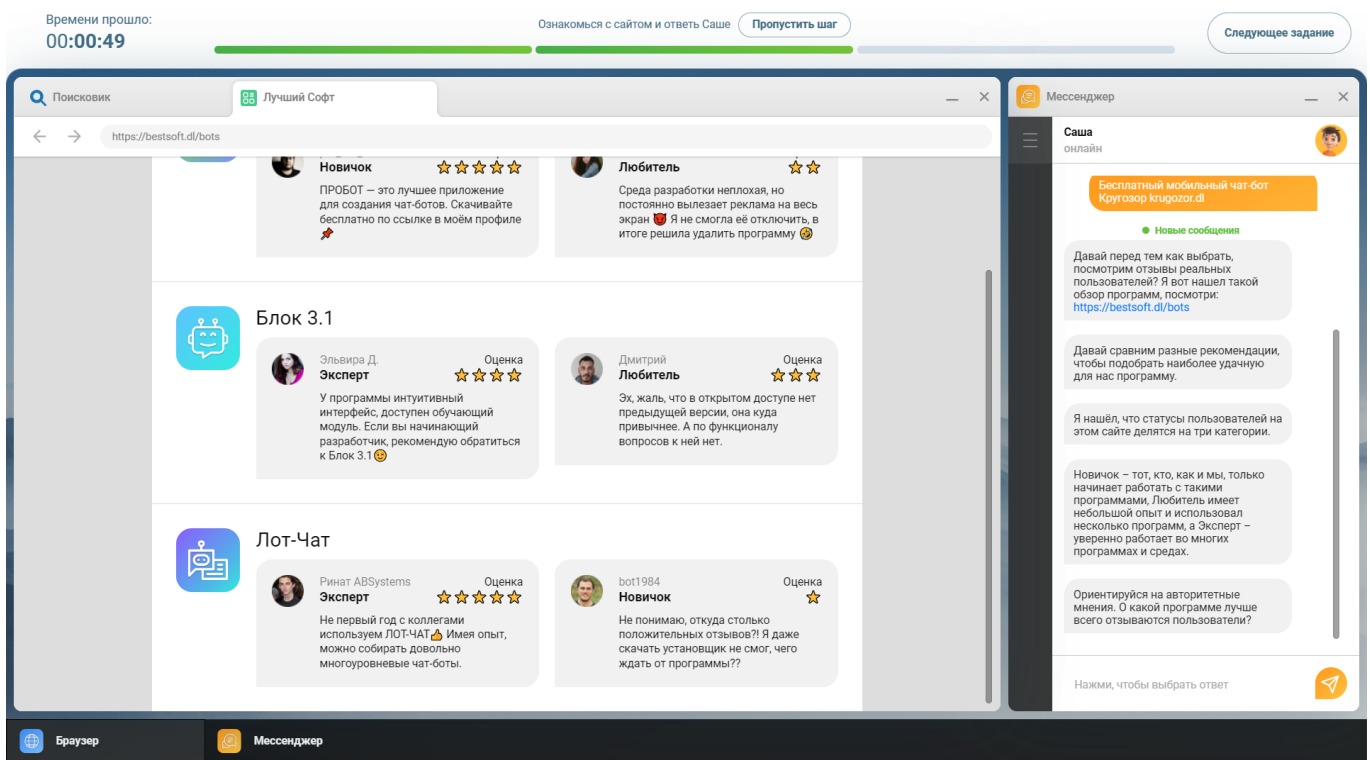 Времени прошло:
00:00:49
Ознакомься с сайтом и ответь Саше
Пропустить шаг
Следующее задание
Поисковик
Лучший Софт
https://bestsoft.dl/bots
Новичок
ПРОБОТ — это лучшее приложение
для создания чат-ботов. Скачивайте
бесплатно по ссылке в моём профиле
Любитель
Среда разработки неплохая, но
постоянно вылезает реклама на весь
экран 👿 Я не смогла её отключить, в
итоге решила удалить программу 🤣
Блок 3.1
Эльвира Д.
Оценка
Эксперт
У программы интуитивный
интерфейс, доступен обучающий
модуль. Если вы начинающий
разработчик, рекомендую обратиться
к Блок 3.1😉
Дмитрий
Оценка
Любитель
Эх, жаль, что в открытом доступе нет
предыдущей версии, она куда
привычнее. А по функционалу
вопросов к ней нет.
Лот-Чат
Ринат ABSystems
Оценка
Эксперт
Не первый год с коллегами
используем ЛОТ-ЧАТ👍 Имея опыт,
можно собирать довольно
многоуровневые чат-боты.
bot1984
Оценка
Новичок
Не понимаю, откуда столько
положительных отзывов?! Я даже
скачать установщик не смог, чего
ждать от программы??
Мессенджер
Саша
онлайн
Бесплатный мобильный чат-бот
Кругозор krugozor.dl
Новые сообщения
Давай перед тем как выбрать,
посмотрим отзывы реальных
пользователей? Я вот нашел такой
обзор программ, посмотри:
https://bestsoft.dl/bots
Давай сравним разные рекомендации,
чтобы подобрать наиболее удачную
для нас программу.
Я нашёл, что статусы пользователей на
этом сайте делятся на три категории.
Новичок – тот, кто, как и мы, только
начинает работать с такими
программами, Любитель имеет
небольшой опыт и использовал
несколько программ, а Эксперт –
уверенно работает во многих
программах и средах.
Ориентируйся на авторитетные
мнения. О какой программе лучше
всего отзываются пользователи?
Нажми, чтобы выбрать ответ
Браузер
Мессенджер